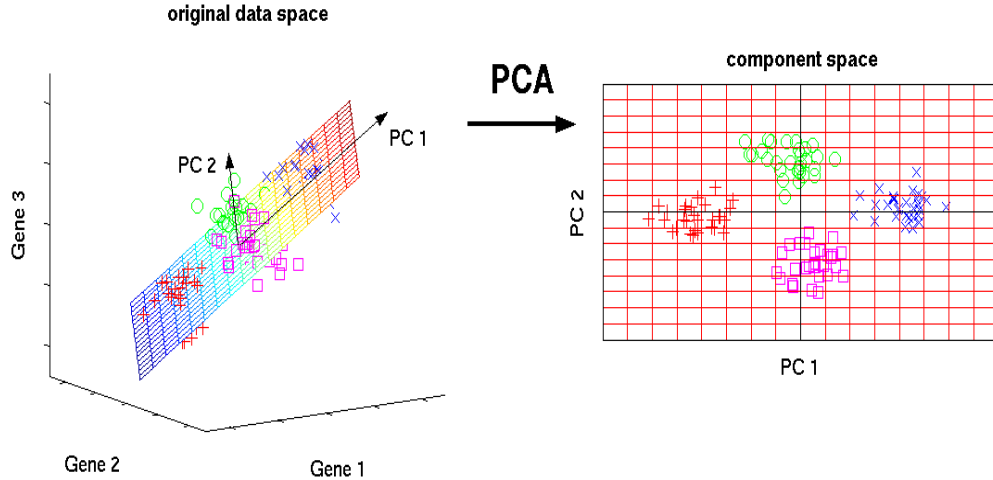 original data space
PCA
component space
PC 1
PC 2
Gene 3
PC 2
PC 1
Gene 2
Gene 1